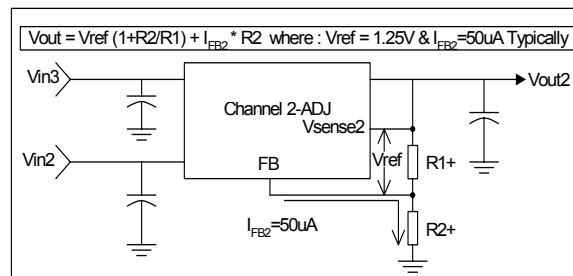 Vout = Vref (1+R2/R1) + IFB2 * R2 where : Vref = 1.25V & IFB2=50uA Typically
Vin3
Channel 2-ADJ
Vout2
Vsense2
Vin2
FB
Vref
R1+
IFB2=50uA
R2+